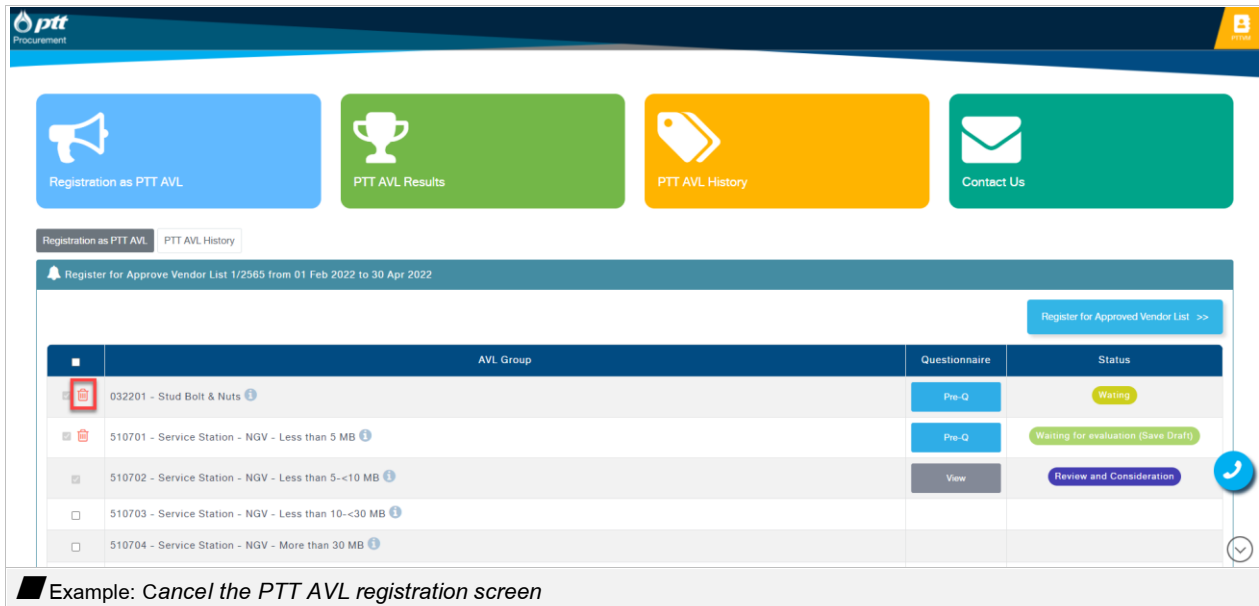 ptt
Procurement
Registration as PTT AVL
PTT AVL Results
PTT AVL History
Contact Us
Registration as PTT AVL PTT AVL History
Register for Approve Vendor List 1/2565 from 01 Feb 2022 to 30 Apr 2022
Register for Approved Vendor List >>
AVL Group Questionnaire Status
032201 - Stud Bolt & Nuts Pre-Q Wating
510701 - Service Station - NGV - Less than 5 MB Pre-Q Waiting for evaluation (Save Draft)
510702 - Service Station - NGV - Less than 5-<10 MB View Review and Consideration
510703 - Service Station - NGV - Less than 10-<30 MB
510704 - Service Station - NGV - More than 30 MB
Example: Cancel the PTT AVL registration screen